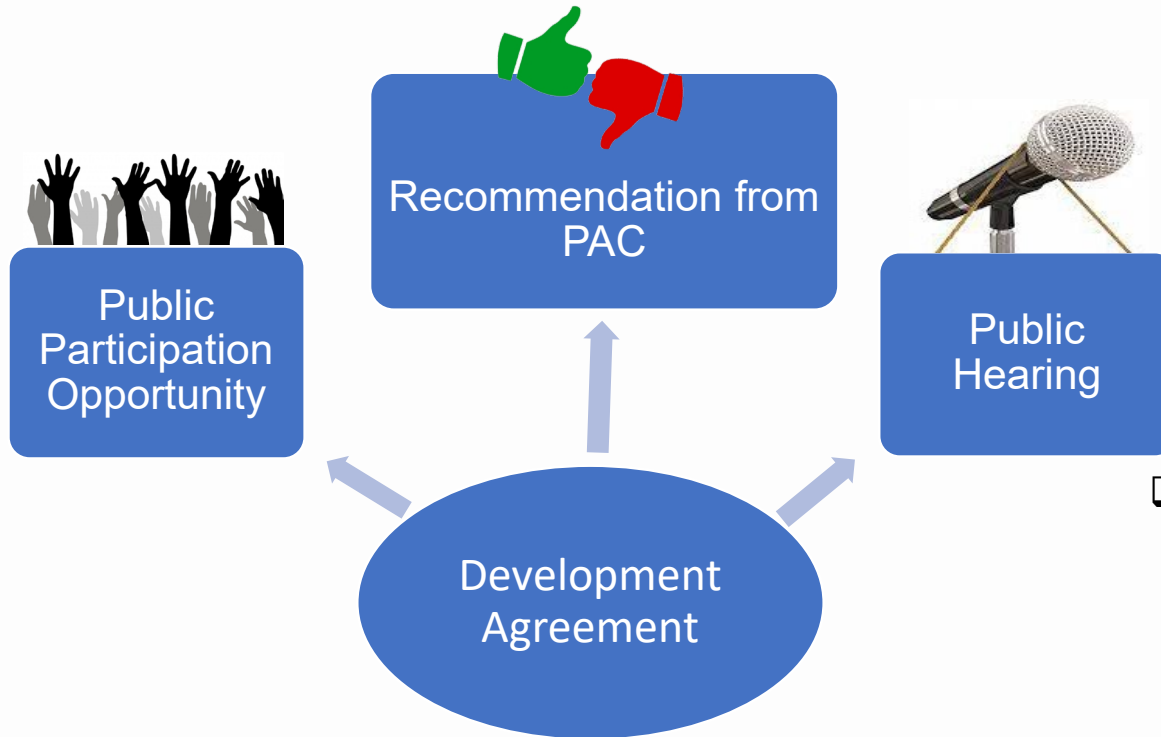 Recommendation from
PAC
Public
Participation
Opportunity
Public
Hearing
Development
Agreement